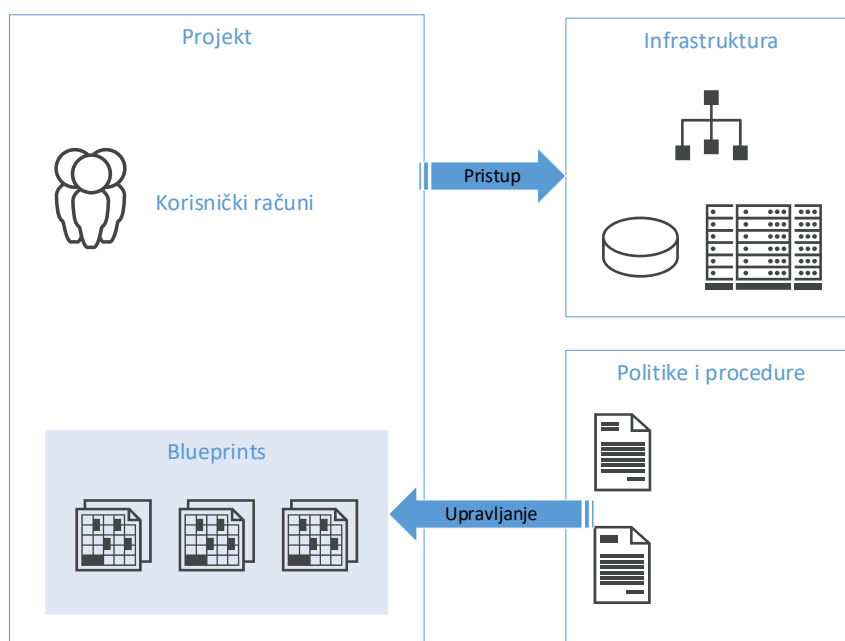 Projekt
Infrastruktura
Korisnički računi
Pristup
Politike i procedure
Blueprints
Upravljanje